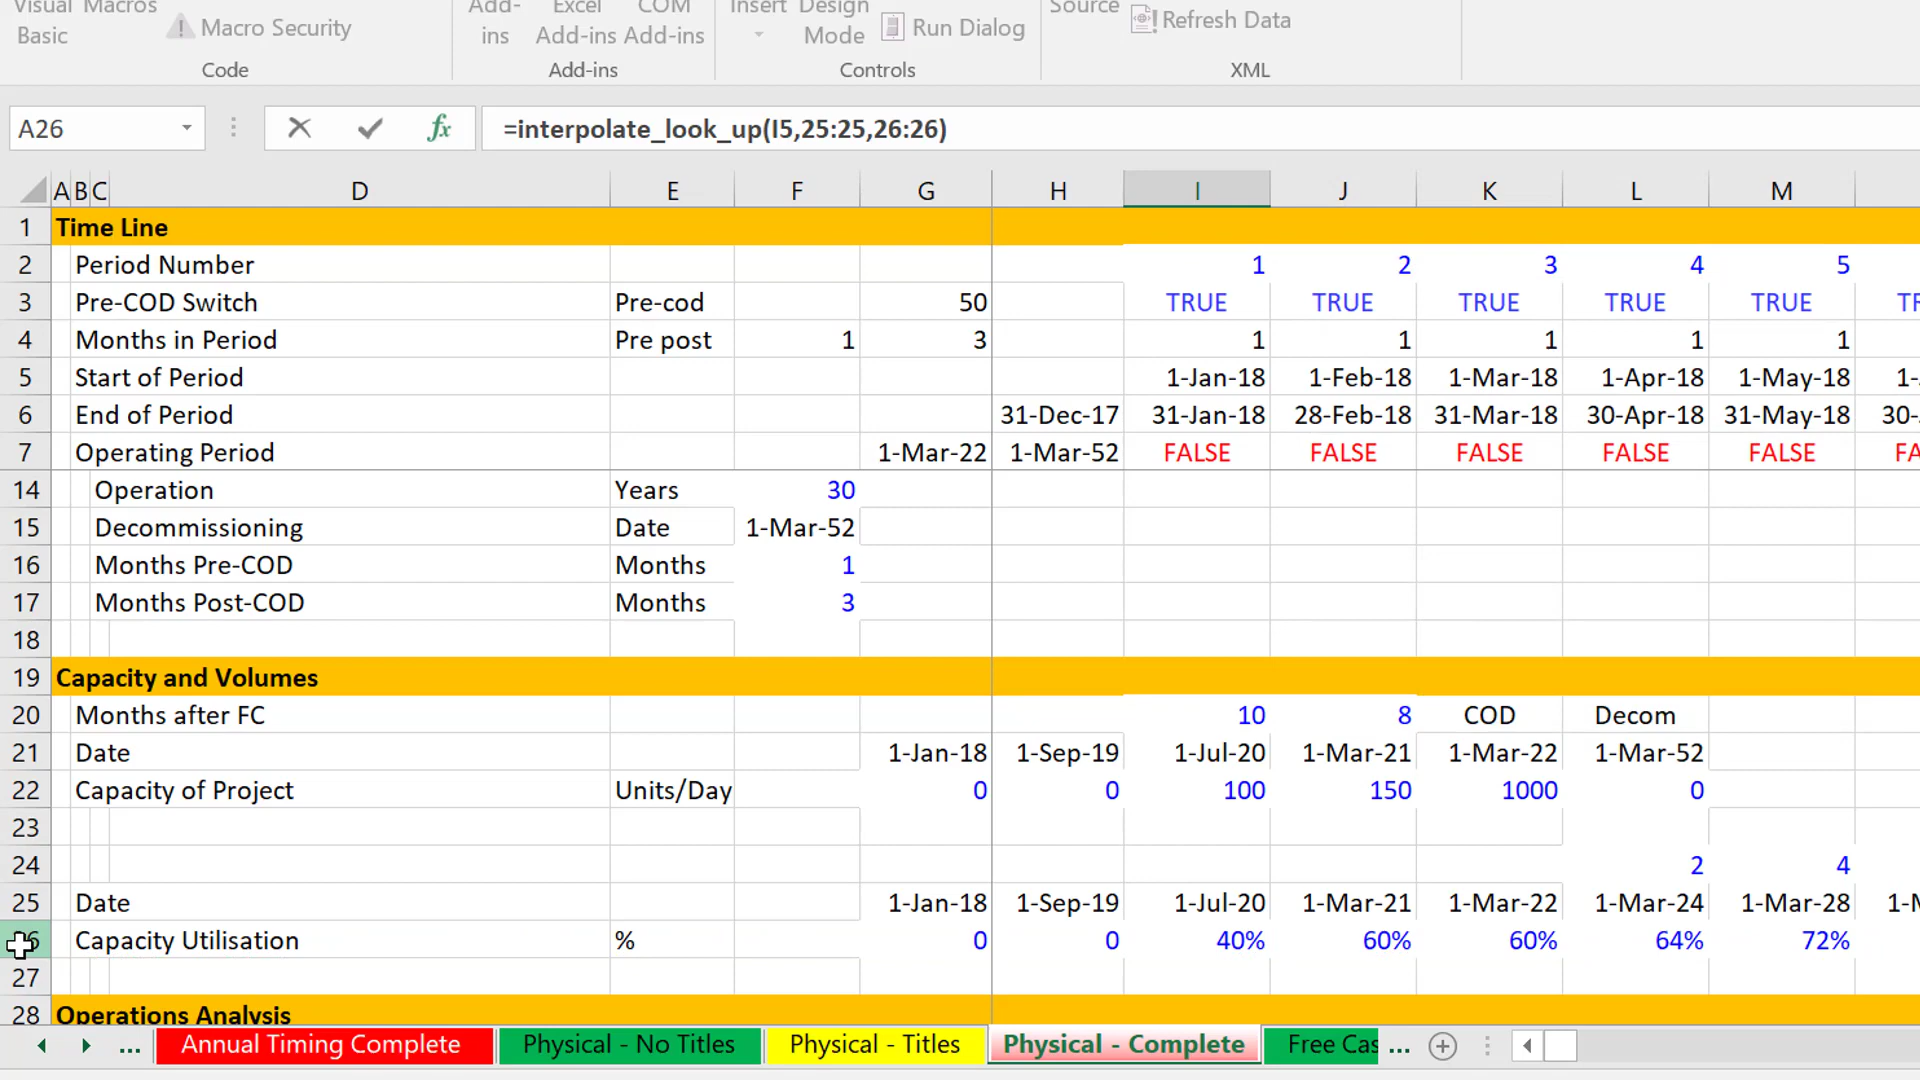 Visual Macros Add- Excel COM Insert Design Source
Basic Macro Security ins Add-ins Add-ins Mode Run Dialog Refresh Data
Code Add-ins Controls XML
A26 fx =interpolate_look_up(I5,25:25,26:26)
A B C D E F G H I J K L M
1 Time Line
2 Period Number 1 2 3 4 5
3 Pre-COD Switch Pre-cod 50 TRUE TRUE TRUE TRUE TRUE TR
4 Months in Period Pre post 1 3 1 1 1 1 1
5 Start of Period 1-Jan-18 1-Feb-18 1-Mar-18 1-Apr-18 1-May-18 1-
6 End of Period 31-Dec-17 31-Jan-18 28-Feb-18 31-Mar-18 30-Apr-18 31-May-18 30-
7 Operating Period 1-Mar-22 1-Mar-52 FALSE FALSE FALSE FALSE FALSE FA
14 Operation Years 30
15 Decommissioning Date 1-Mar-52
16 Months Pre-COD Months 1
17 Months Post-COD Months 3
18
19 Capacity and Volumes
20 Months after FC 10 8 COD Decom
21 Date 1-Jan-18 1-Sep-19 1-Jul-20 1-Mar-21 1-Mar-22 1-Mar-52
22 Capacity of Project Units/Day 0 0 100 150 1000 0
23
24 2 4
25 Date 1-Jan-18 1-Sep-19 1-Jul-20 1-Mar-21 1-Mar-22 1-Mar-24 1-Mar-28 1-M
Capacity Utilisation % 0 0 40% 60% 60% 64% 72%
27
28 Operations Analysis
... Annual Timing Complete Physical - No Titles Physical - Titles Physical - Complete Free Cas ...